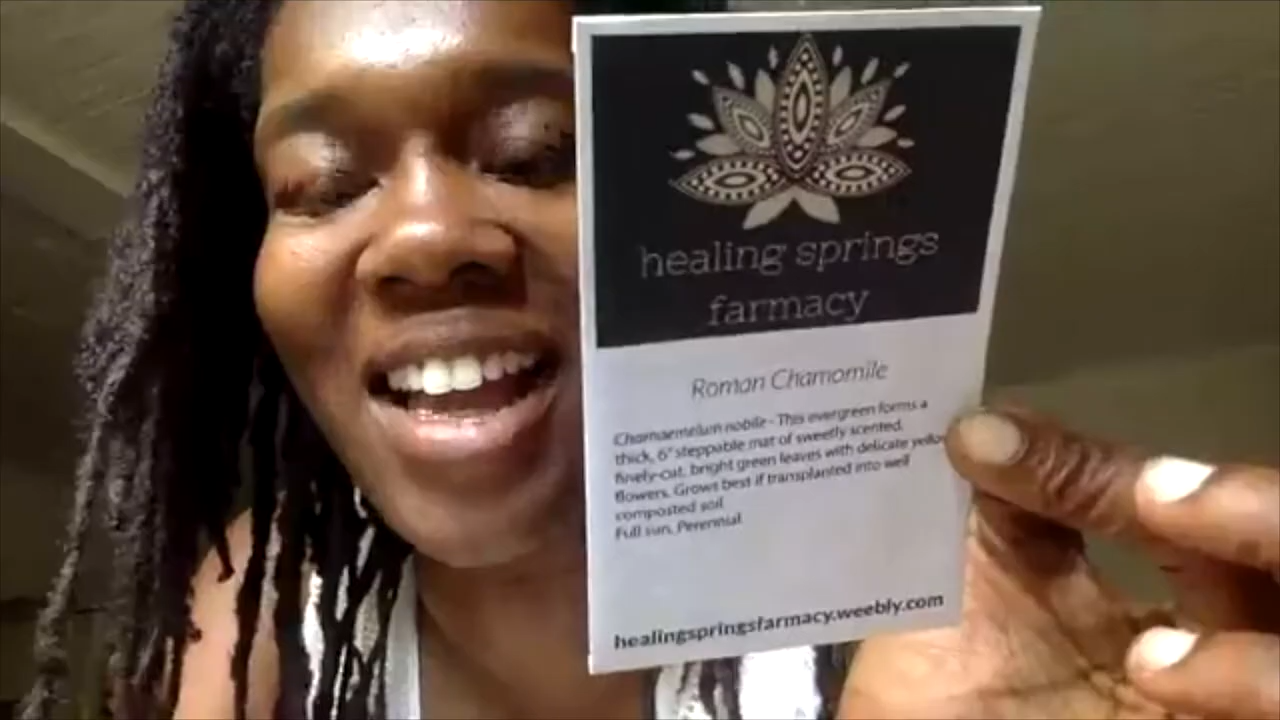 healing springs
farmacy
Roman Chamomile
Chamaemelum nobile - This evergreen forms a
thick, 6" steppable mat of sweetly scented,
finely-cut, bright green leaves with delicate yellow
flowers. Grows best if transplanted into well
composted soil
Full sun, Perennial
healingspringsfarmacy.weebly.com